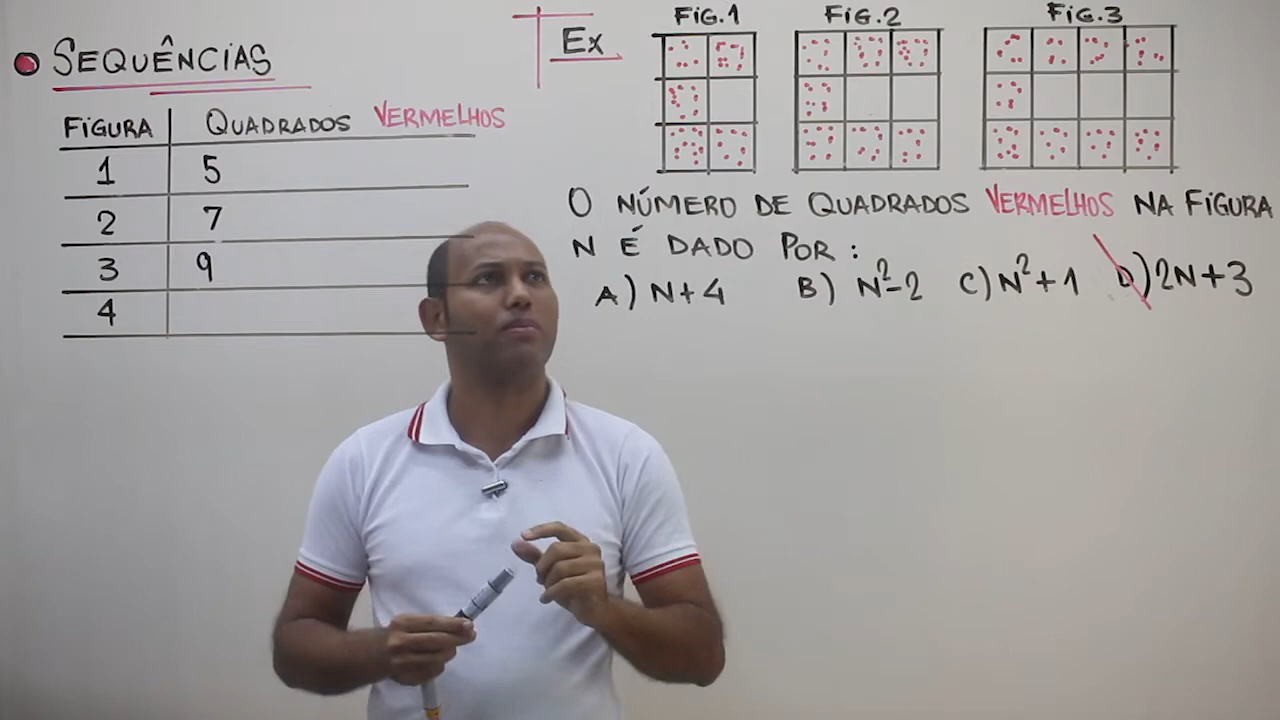 SEQUÊNCIAS
FIGURA QUADRADOS VERMELHOS
1 5
2 7
3 9
4
Ex
FIG.1 FIG.2 FIG.3
O NÚMERO DE QUADRADOS VERMELHOS NA FIGURA
N É DADO POR:
A) N+4 B) N²-2 C) N²+1 D) 2N+3